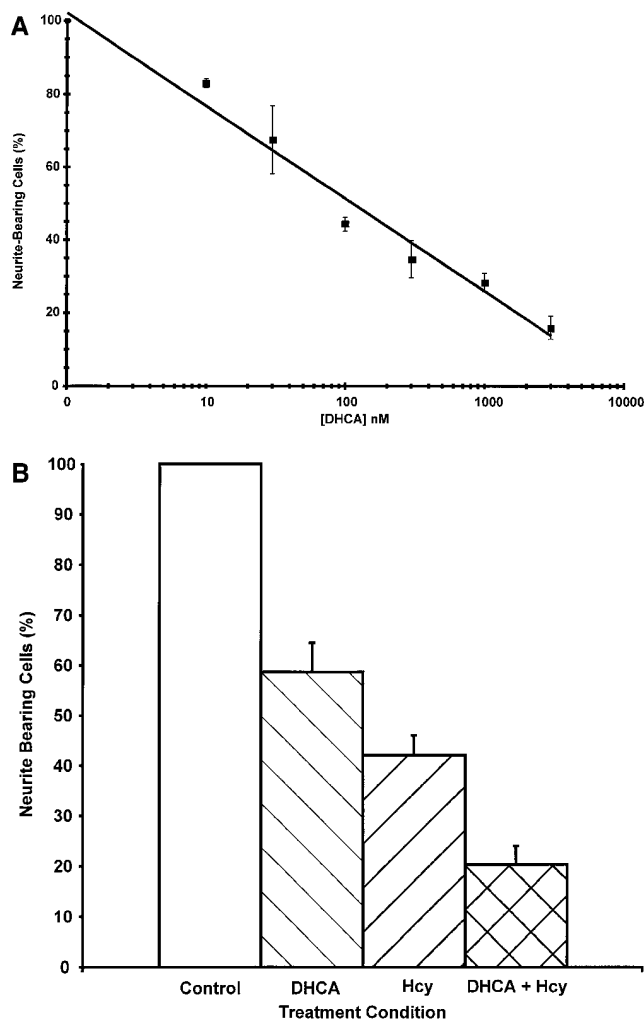 A
100
80
60
40
20
0
Neurite-Bearing Cells (%)
0 10 100 1000 10000
[DHCA] nM
B
100
90
80
70
60
50
40
30
20
10
0
Neurite Bearing Cells (%)
Control DHCA Hcy DHCA + Hcy
Treatment Condition